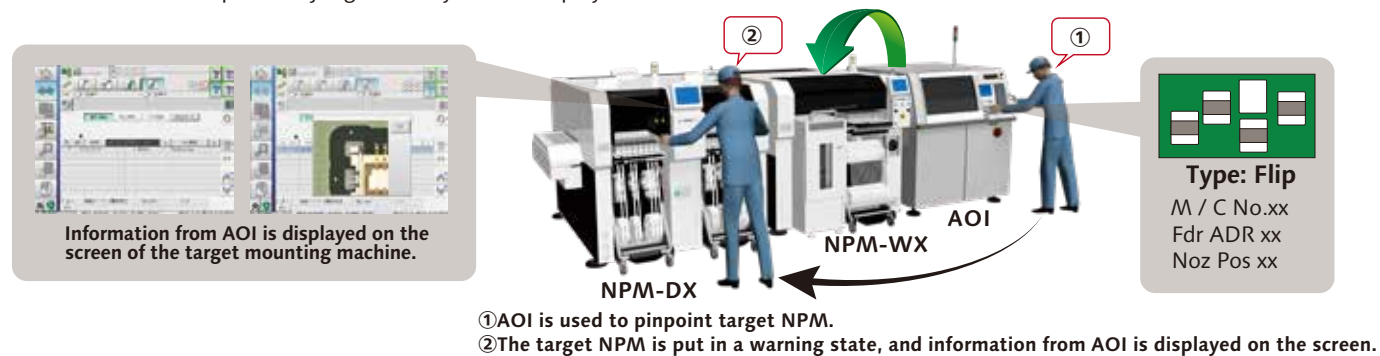 ②
①
Type: Flip
M / C No.xx
Fdr ADR xx
Noz Pos xx
Information from AOI is displayed on the
screen of the target mounting machine.
AOI
NPM-WX
NPM-DX
①AOI is used to pinpoint target NPM.
②The target NPM is put in a warning state, and information from AOI is displayed on the screen.